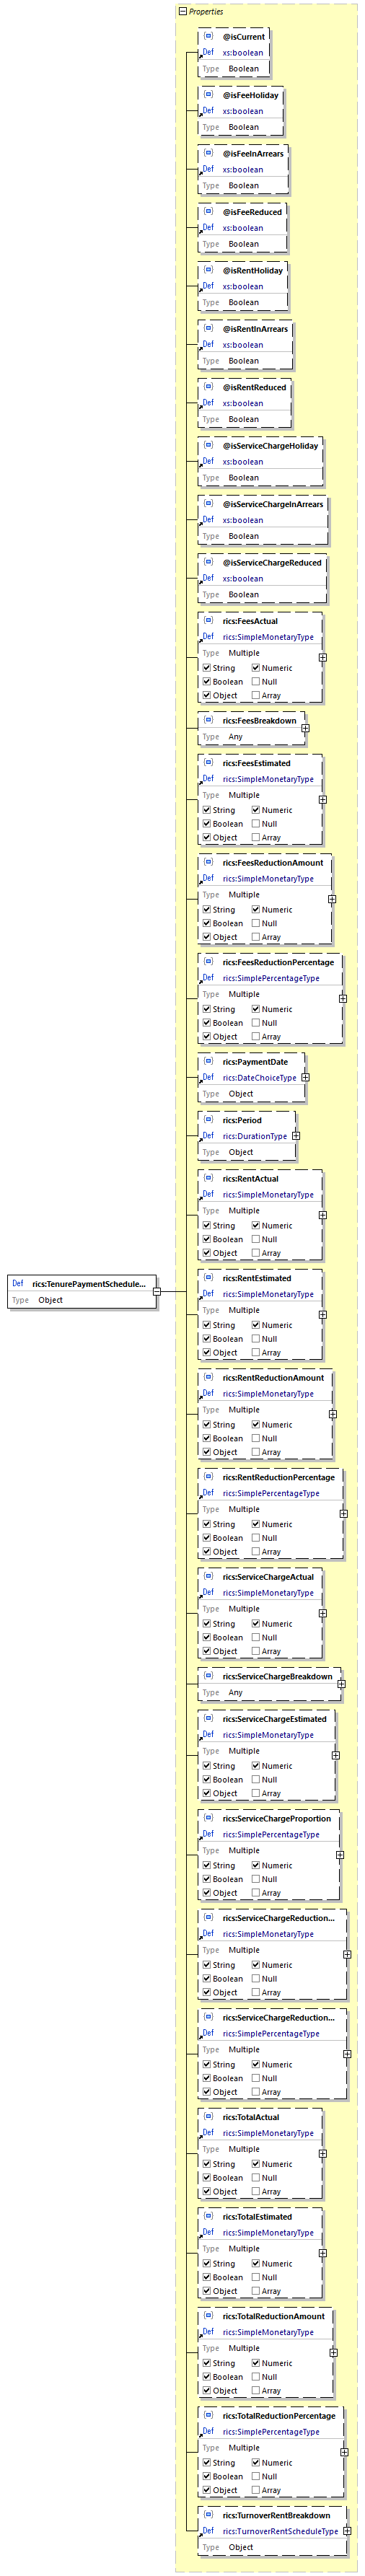 Properties
@isCurrent
Def xs:boolean
Type Boolean
@isFeeHoliday
Def xs:boolean
Type Boolean
@isFeeInArrears
Def xs:boolean
Type Boolean
@isFeeReduced
Def xs:boolean
Type Boolean
@isRentHoliday
Def xs:boolean
Type Boolean
@isRentInArrears
Def xs:boolean
Type Boolean
@isRentReduced
Def xs:boolean
Type Boolean
@isServiceChargeHoliday
Def xs:boolean
Type Boolean
@isServiceChargeInArrears
Def xs:boolean
Type Boolean
@isServiceChargeReduced
Def xs:boolean
Type Boolean
rics:FeesActual
Def rics:SimpleMonetaryType
Type Multiple
String Numeric
Boolean Null
Object Array
rics:FeesBreakdown
Type Any
rics:FeesEstimated
Def rics:SimpleMonetaryType
Type Multiple
String Numeric
Boolean Null
Object Array
rics:FeesReductionAmount
Def rics:SimpleMonetaryType
Type Multiple
String Numeric
Boolean Null
Object Array
rics:FeesReductionPercentage
Def rics:SimplePercentageType
Type Multiple
String Numeric
Boolean Null
Object Array
rics:PaymentDate
Def rics:DateChoiceType
Type Object
rics:Period
Def rics:DurationType
Type Object
rics:RentActual
Def rics:SimpleMonetaryType
Type Multiple
String Numeric
Boolean Null
Object Array
Def rics:TenurePaymentSchedule...
Type Object
rics:RentEstimated
Def rics:SimpleMonetaryType
Type Multiple
String Numeric
Boolean Null
Object Array
rics:RentReductionAmount
Def rics:SimpleMonetaryType
Type Multiple
String Numeric
Boolean Null
Object Array
rics:RentReductionPercentage
Def rics:SimplePercentageType
Type Multiple
String Numeric
Boolean Null
Object Array
rics:ServiceChargeActual
Def rics:SimpleMonetaryType
Type Multiple
String Numeric
Boolean Null
Object Array
rics:ServiceChargeBreakdown
Type Any
rics:ServiceChargeEstimated
Def rics:SimpleMonetaryType
Type Multiple
String Numeric
Boolean Null
Object Array
rics:ServiceChargeProportion
Def rics:SimplePercentageType
Type Multiple
String Numeric
Boolean Null
Object Array
rics:ServiceChargeReduction...
Def rics:SimpleMonetaryType
Type Multiple
String Numeric
Boolean Null
Object Array
rics:ServiceChargeReduction...
Def rics:SimplePercentageType
Type Multiple
String Numeric
Boolean Null
Object Array
rics:TotalActual
Def rics:SimpleMonetaryType
Type Multiple
String Numeric
Boolean Null
Object Array
rics:TotalEstimated
Def rics:SimpleMonetaryType
Type Multiple
String Numeric
Boolean Null
Object Array
rics:TotalReductionAmount
Def rics:SimpleMonetaryType
Type Multiple
String Numeric
Boolean Null
Object Array
rics:TotalReductionPercentage
Def rics:SimplePercentageType
Type Multiple
String Numeric
Boolean Null
Object Array
rics:TurnoverRentBreakdown
Def rics:TurnoverRentScheduleType
Type Object